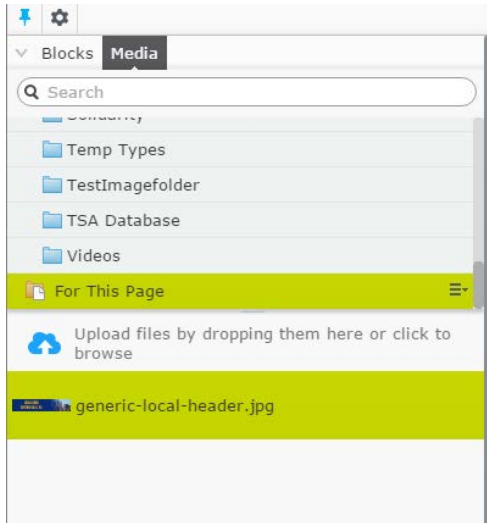 Blocks Media
Search
Solidarity
Temp Types
TestImagefolder
TSA Database
Videos
For This Page
Upload files by dropping them here or click to
browse
generic-local-header.jpg